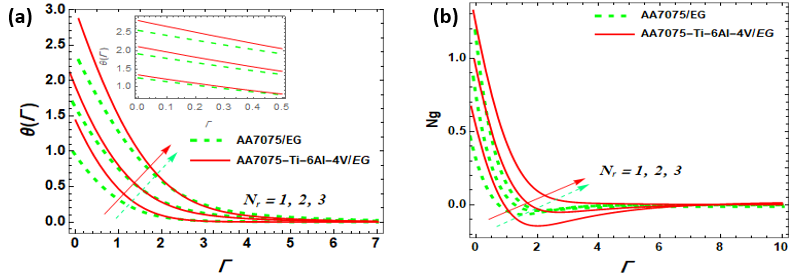 (a)
3.0
2.5
2.0
1.5
1.0
0.5
0.0
θ(Γ)
0 1 2 3 4 5 6 7
Γ
2.5
2.0
1.5
1.0
θ(Γ)
0.0 0.1 0.2 0.3 0.4 0.5
Γ
AA7075/EG
AA7075-Ti-6Al-4V/EG
Nr = 1, 2, 3
(b)
1.0
0.5
0.0
Ng
0 2 4 6 8 10
Γ
AA7075/EG
AA7075-Ti-6Al-4V/EG
Nr = 1, 2, 3